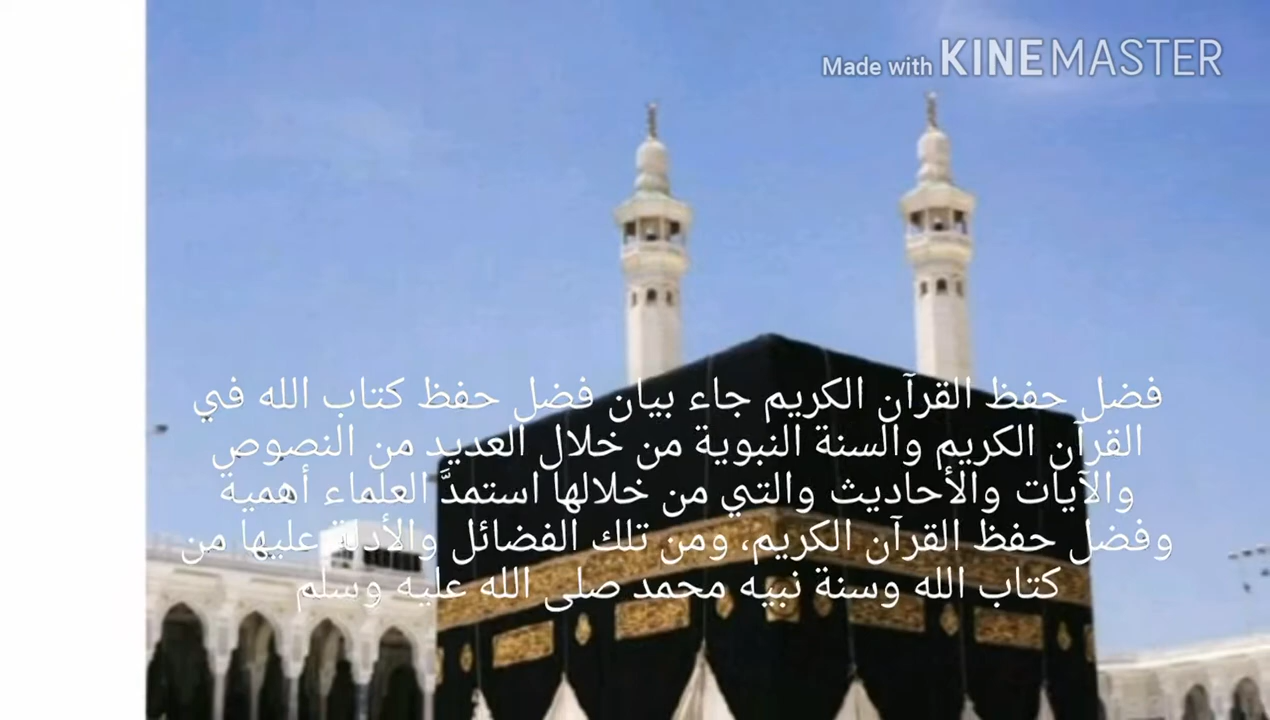 Made with KINEMASTER
فضل حفظ القرآن الكريم جاء بيان فضل حفظ كتاب الله في
القرآن الكريم والسنة النبوية من خلال العديد من النصوص
والآيات والأحاديث والتي من خلالها استمدَّ العلماء أهمية
وفضل حفظ القرآن الكريم، ومن تلك الفضائل والأدلة عليها من
كتاب الله وسنة نبيه محمد صلى الله عليه وسلم